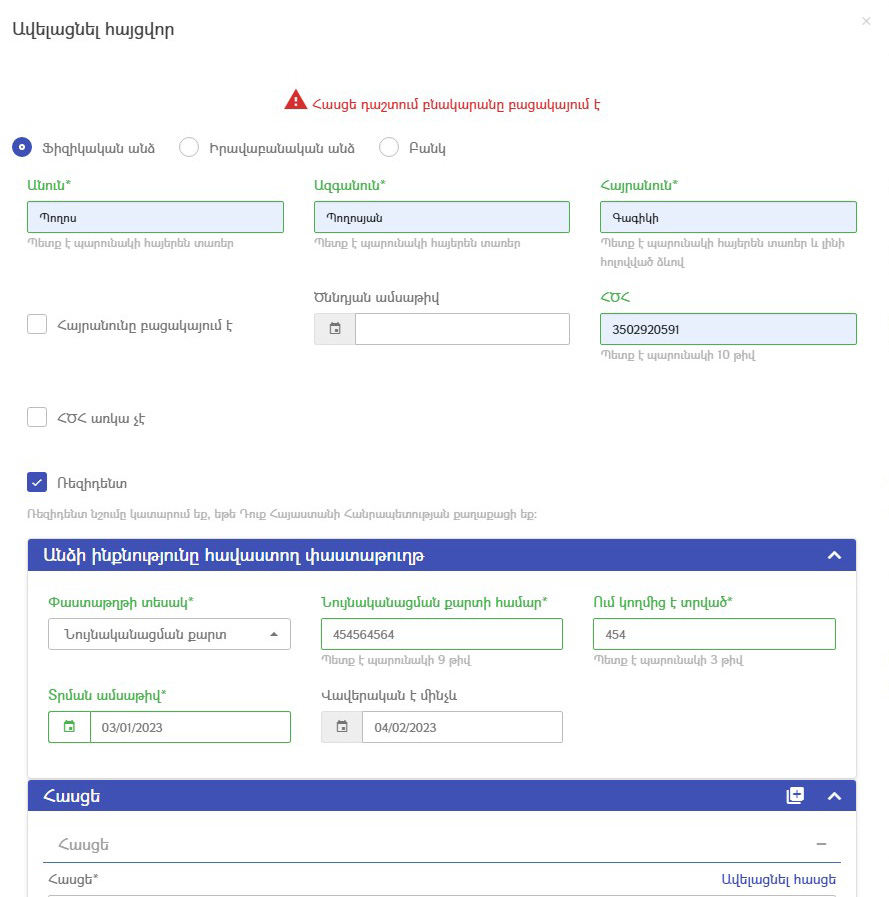 Ավելացնել հայցվոր
Հասցե դաշտում բնակարանը բացակայում է
Ֆիզիկական անձ Իրավաբանական անձ Բանկ
Անուն* Ազգանուն* Հայրանուն*
Պողոս Պողոսյան Գագիկի
Պետք է պարունակի հայերեն տառեր Պետք է պարունակի հայերեն տառեր Պետք է պարունակի հայերեն տառեր և լինի
հոլովված ձևով
Ծննդյան ամսաթիվ ՀԾՀ
Հայրանունը բացակայում է 3502920591
Պետք է պարունակի 10 թիվ
ՀԾՀ առկա չէ
Ռեզիդենտ
Ռեզիդենտ նշումը կատարում եք, եթե Դուք Հայաստանի Հանրապետության քաղաքացի եք:
Անձի ինքնությունը հավաստող փաստաթուղթ
Փաստաթղթի տեսակ* Նույնականացման քարտի համար* Ում կողմից է տրված*
Նույնականացման քարտ 454564564 454
Պետք է պարունակի 9 թիվ Պետք է պարունակի 3 թիվ
Տրման ամսաթիվ* Վավերական է մինչև
03/01/2023 04/02/2023
Հասցե
Հասցե
Հասցե* Ավելացնել հասցե